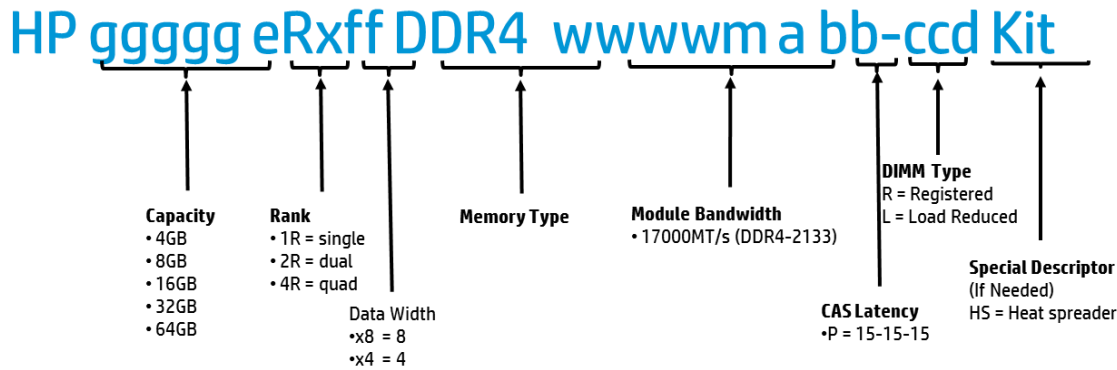 HP ggggg eRxff DDR4 wwwwm a bb-ccd Kit
Capacity
• 4GB
• 8GB
• 16GB
• 32GB
• 64GB
Rank
• 1R = single
• 2R = dual
• 4R = quad
Data Width
•x8 = 8
•x4 = 4
Memory Type
Module Bandwidth
• 17000MT/s (DDR4-2133)
CAS Latency
•P = 15-15-15
DIMM Type
R = Registered
L = Load Reduced
Special Descriptor
(If Needed)
HS = Heat spreader